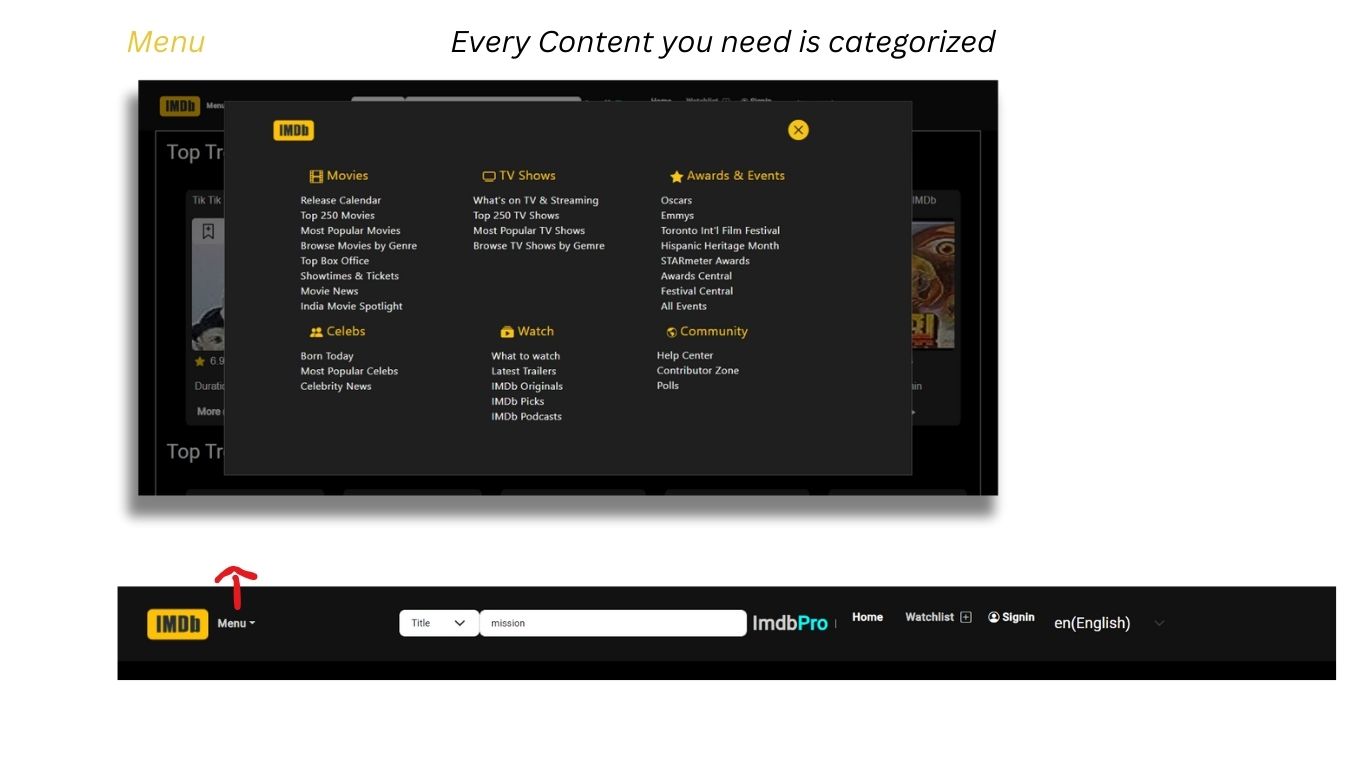 Menu
Every Content you need is categorized
IMDb
Menu
Home
Watchlist
Signin
Top Tr
IMDb
Movies
Release Calendar
Top 250 Movies
Most Popular Movies
Browse Movies by Genre
Top Box Office
Showtimes & Tickets
Movie News
India Movie Spotlight
TV Shows
What's on TV & Streaming
Top 250 TV Shows
Most Popular TV Shows
Browse TV Shows by Gemre
Awards & Events
Oscars
Emmys
Toronto Int'l Film Festival
Hispanic Heritage Month
STARmeter Awards
Awards Central
Festival Central
All Events
Celebs
Born Today
Most Popular Celebs
Celebrity News
Watch
What to watch
Latest Trailers
IMDb Originals
IMDb Picks
IMDb Podcasts
Community
Help Center
Contributor Zone
Polls
Tik Tik
IMDb
6.9
Duratio
More
Top Tr
IMDb
Menu
Title
mission
ImdbPro
Home
Watchlist
Signin
en(English)